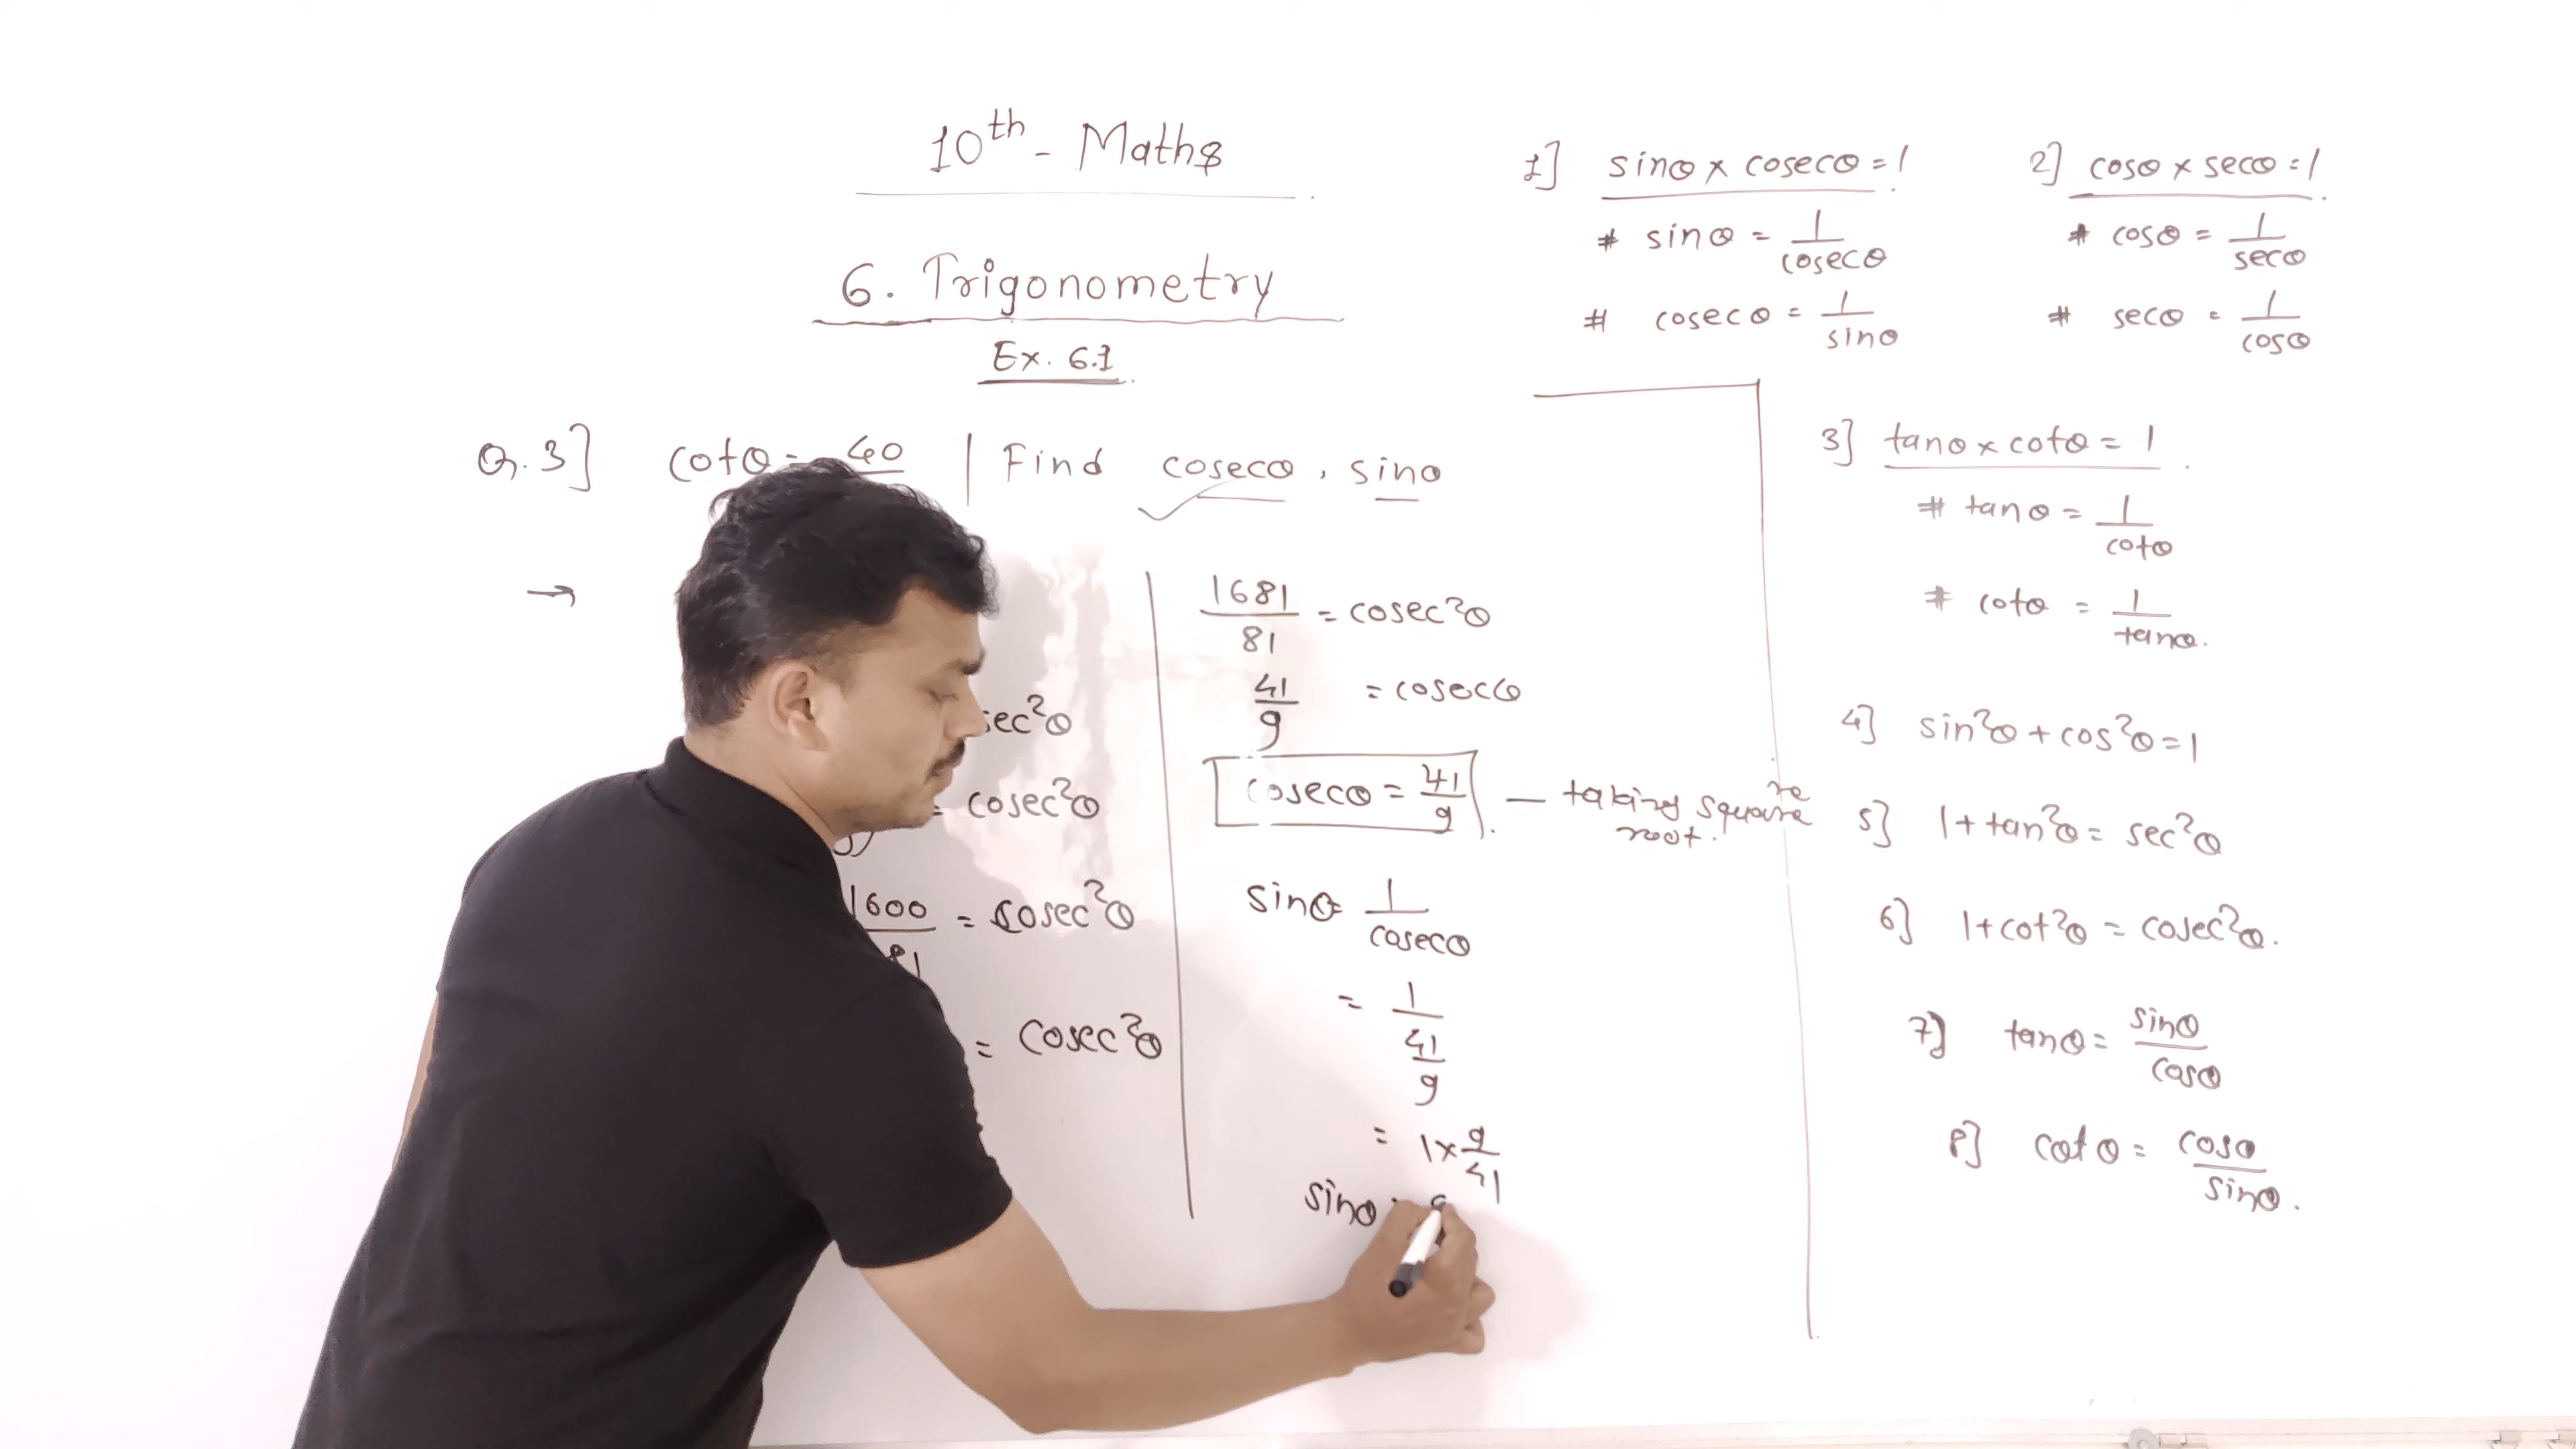 10th - Maths
6. Trigonometry
Ex. 6.1
Q.3] cotθ = 40 | Find cosecθ, sinθ
→
sec²θ
= cosec²θ
1600/81 = cosec²θ
= cosec²θ
1681/81 = cosec²θ
41/9 = cosecθ
cosecθ = 41/9 — taking square
root.
sinθ = 1/cosecθ
= 1/(41/9)
= 1×9/41
sinθ =
1] sinθ × cosecθ = 1
# sinθ = 1/cosecθ
# cosecθ = 1/sinθ
2] cosθ × secθ = 1
# cosθ = 1/secθ
# secθ = 1/cosθ
3] tanθ × cotθ = 1
# tanθ = 1/cotθ
# cotθ = 1/tanθ.
4] sin²θ + cos²θ = 1
5] 1 + tan²θ = sec²θ
6] 1 + cot²θ = cosec²θ.
7] tanθ = sinθ/cosθ
8] cotθ = cosθ/sinθ.